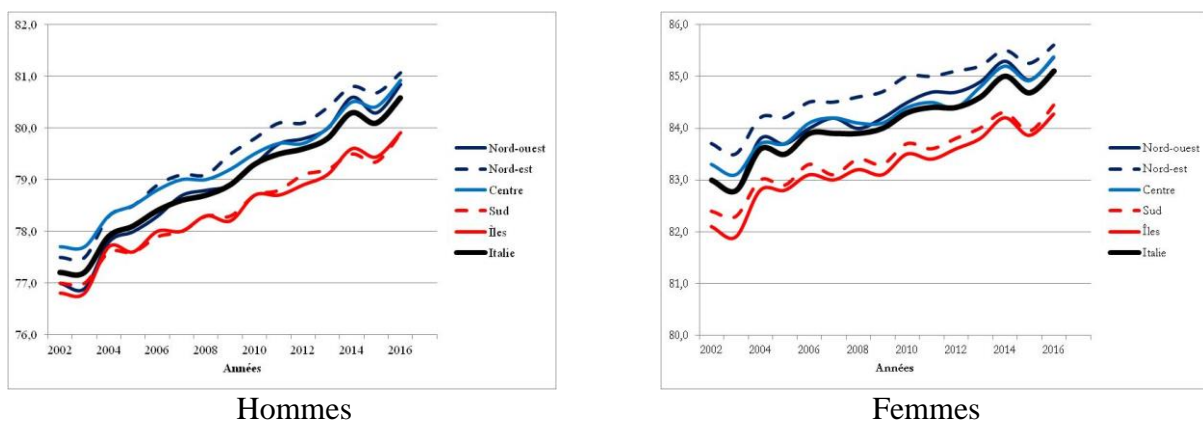 82,0
81,0
80,0
79,0
78,0
77,0
76,0
2002 2004 2006 2008 2010 2012 2014 2016
Années
Nord-ouest
Nord-est
Centre
Sud
Îles
Italie
Hommes
86,0
85,0
84,0
83,0
82,0
81,0
80,0
2002 2004 2006 2008 2010 2012 2014 2016
Années
Nord-ouest
Nord-est
Centre
Sud
Îles
Italie
Femmes